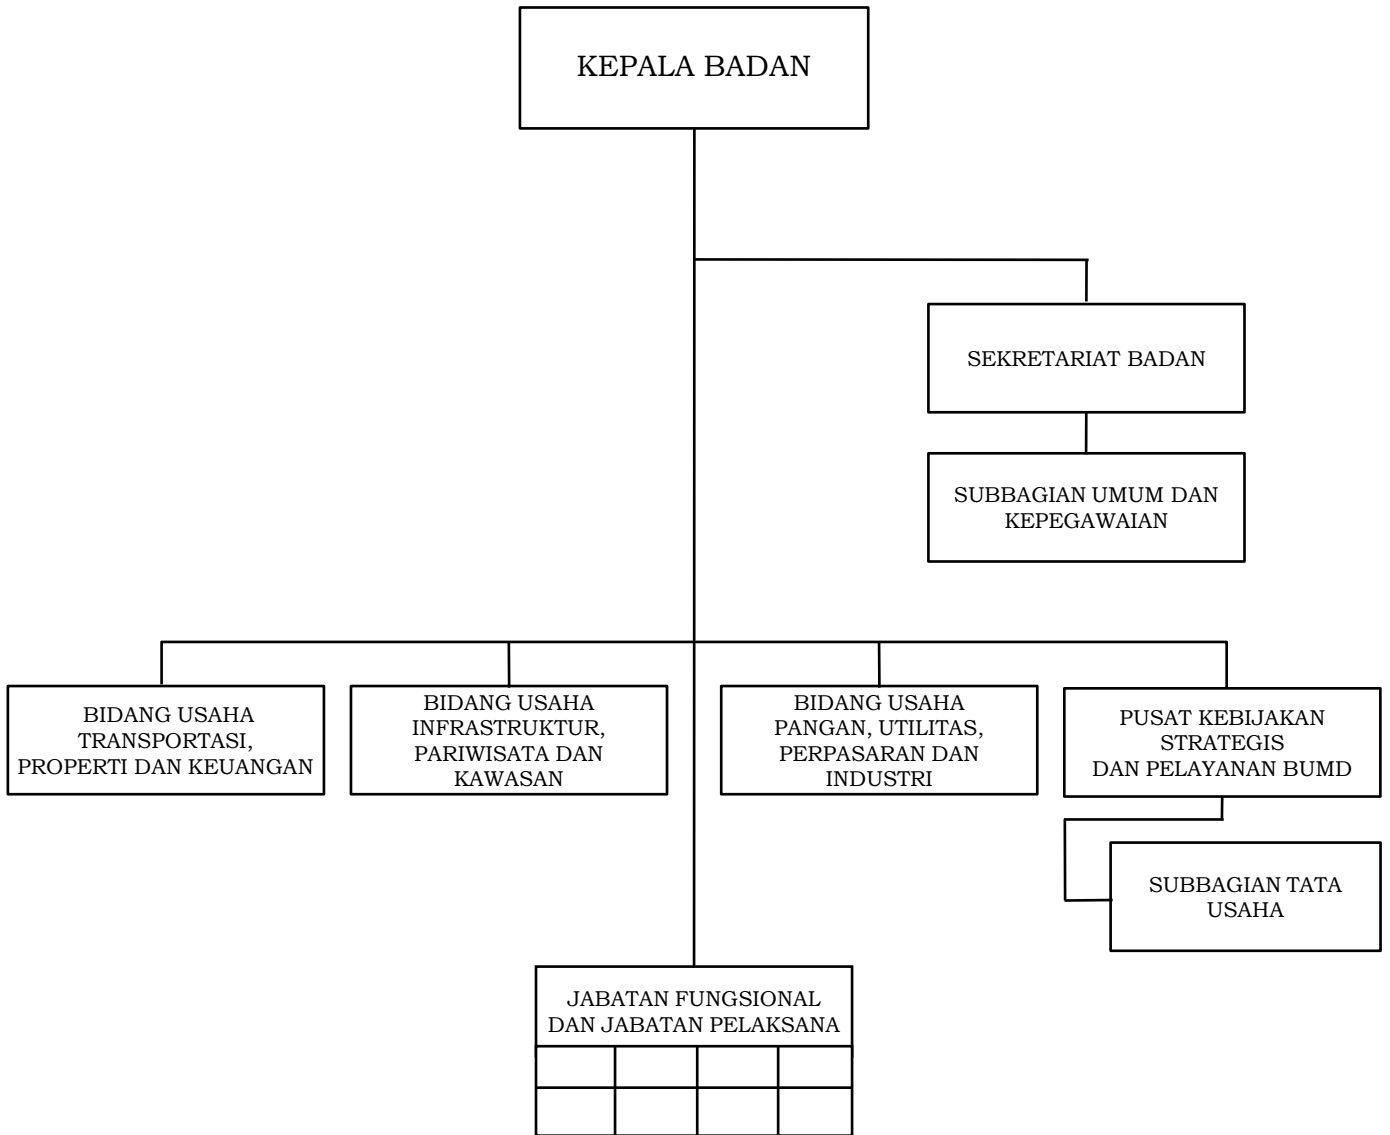 KEPALA BADAN
SEKRETARIAT BADAN
SUBBAGIAN UMUM DAN
KEPEGAWAIAN
BIDANG USAHA
TRANSPORTASI,
PROPERTI DAN KEUANGAN
BIDANG USAHA
INFRASTRUKTUR,
PARIWISATA DAN
KAWASAN
BIDANG USAHA
PANGAN, UTILITAS,
PERPASARAN DAN
INDUSTRI
PUSAT KEBIJAKAN
STRATEGIS
DAN PELAYANAN BUMD
SUBBAGIAN TATA
USAHA
JABATAN FUNGSIONAL
DAN JABATAN PELAKSANA